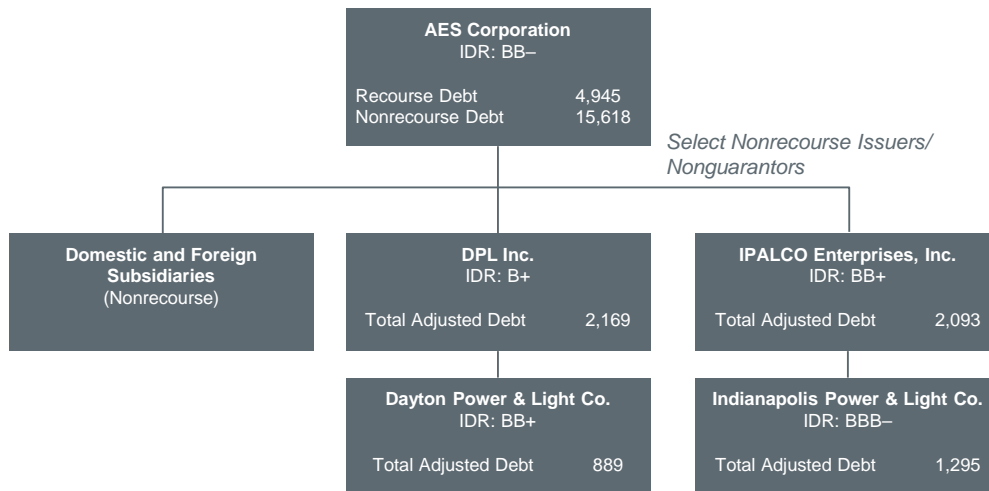 AES Corporation
IDR: BB–
Recourse Debt 4,945
Nonrecourse Debt 15,618
Select Nonrecourse Issuers/
Nonguarantors
Domestic and Foreign
Subsidiaries
(Nonrecourse)
DPL Inc.
IDR: B+
Total Adjusted Debt 2,169
IPALCO Enterprises, Inc.
IDR: BB+
Total Adjusted Debt 2,093
Dayton Power & Light Co.
IDR: BB+
Total Adjusted Debt 889
Indianapolis Power & Light Co.
IDR: BBB–
Total Adjusted Debt 1,295